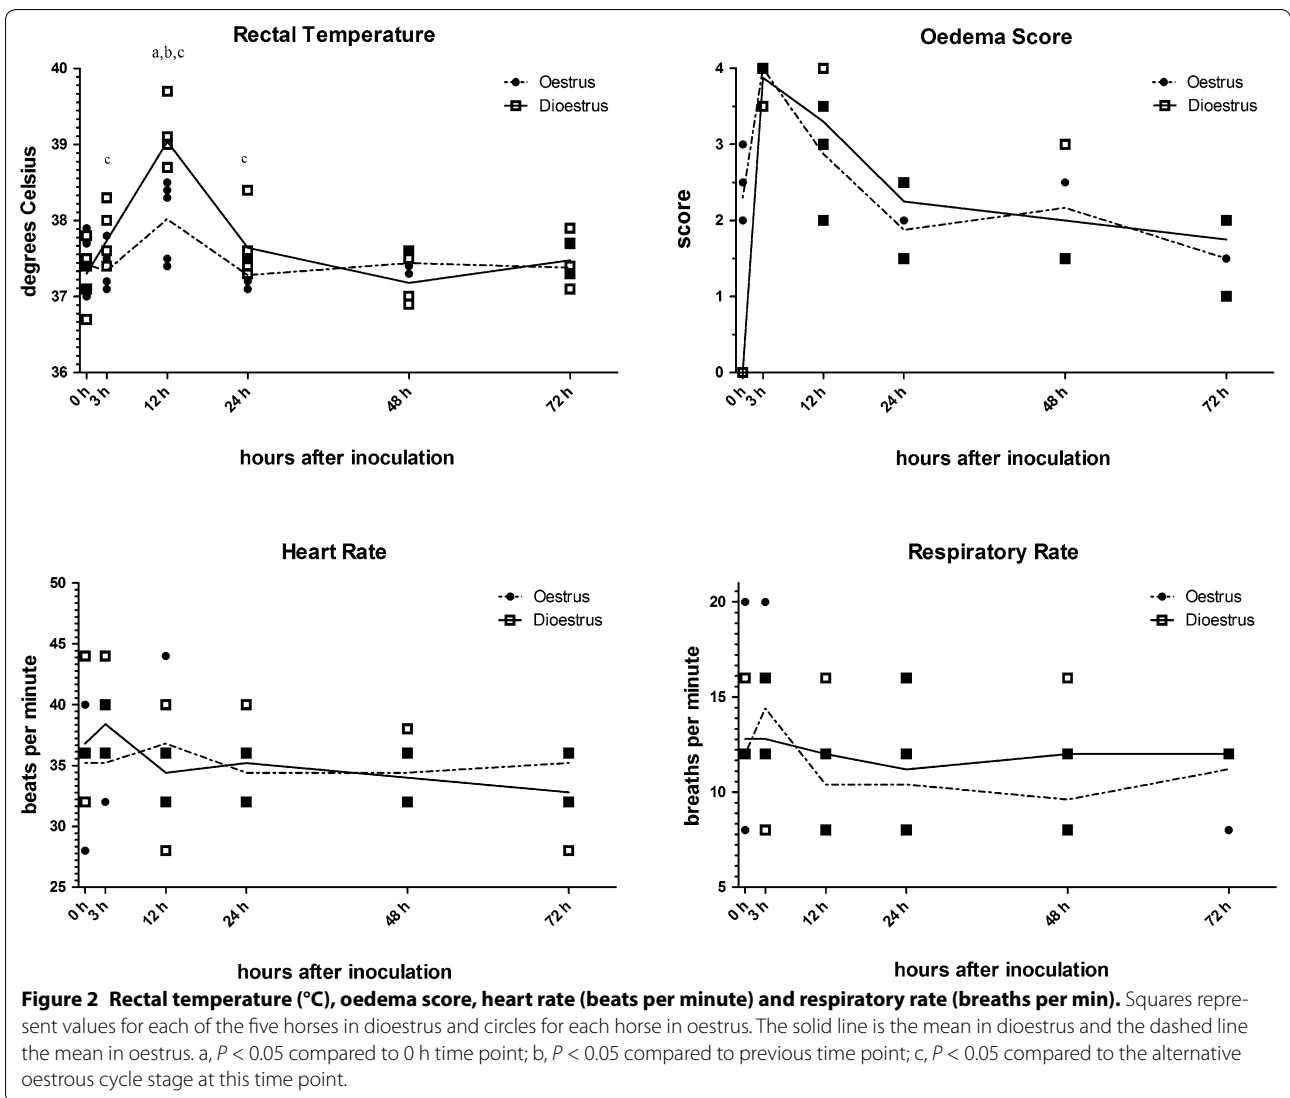 Rectal Temperature
a,b,c
c
c
Oestrus
Dioestrus
40
39
38
37
36
degrees Celsius
0 h
3 h
12 h
24 h
48 h
72 h
hours after inoculation
Oedema Score
Oestrus
Dioestrus
4
3
2
1
0
score
0 h
3 h
12 h
24 h
48 h
72 h
hours after inoculation
Heart Rate
Oestrus
Dioestrus
50
45
40
35
30
25
beats per minute
0 h
3 h
12 h
24 h
48 h
72 h
hours after inoculation
Respiratory Rate
Oestrus
Dioestrus
20
15
10
5
breaths per minute
0 h
3 h
12 h
24 h
48 h
72 h
hours after inoculation
Figure 2 Rectal temperature (°C), oedema score, heart rate (beats per minute) and respiratory rate (breaths per min). Squares repre-
sent values for each of the five horses in dioestrus and circles for each horse in oestrus. The solid line is the mean in dioestrus and the dashed line
the mean in oestrus. a, P < 0.05 compared to 0 h time point; b, P < 0.05 compared to previous time point; c, P < 0.05 compared to the alternative
oestrous cycle stage at this time point.